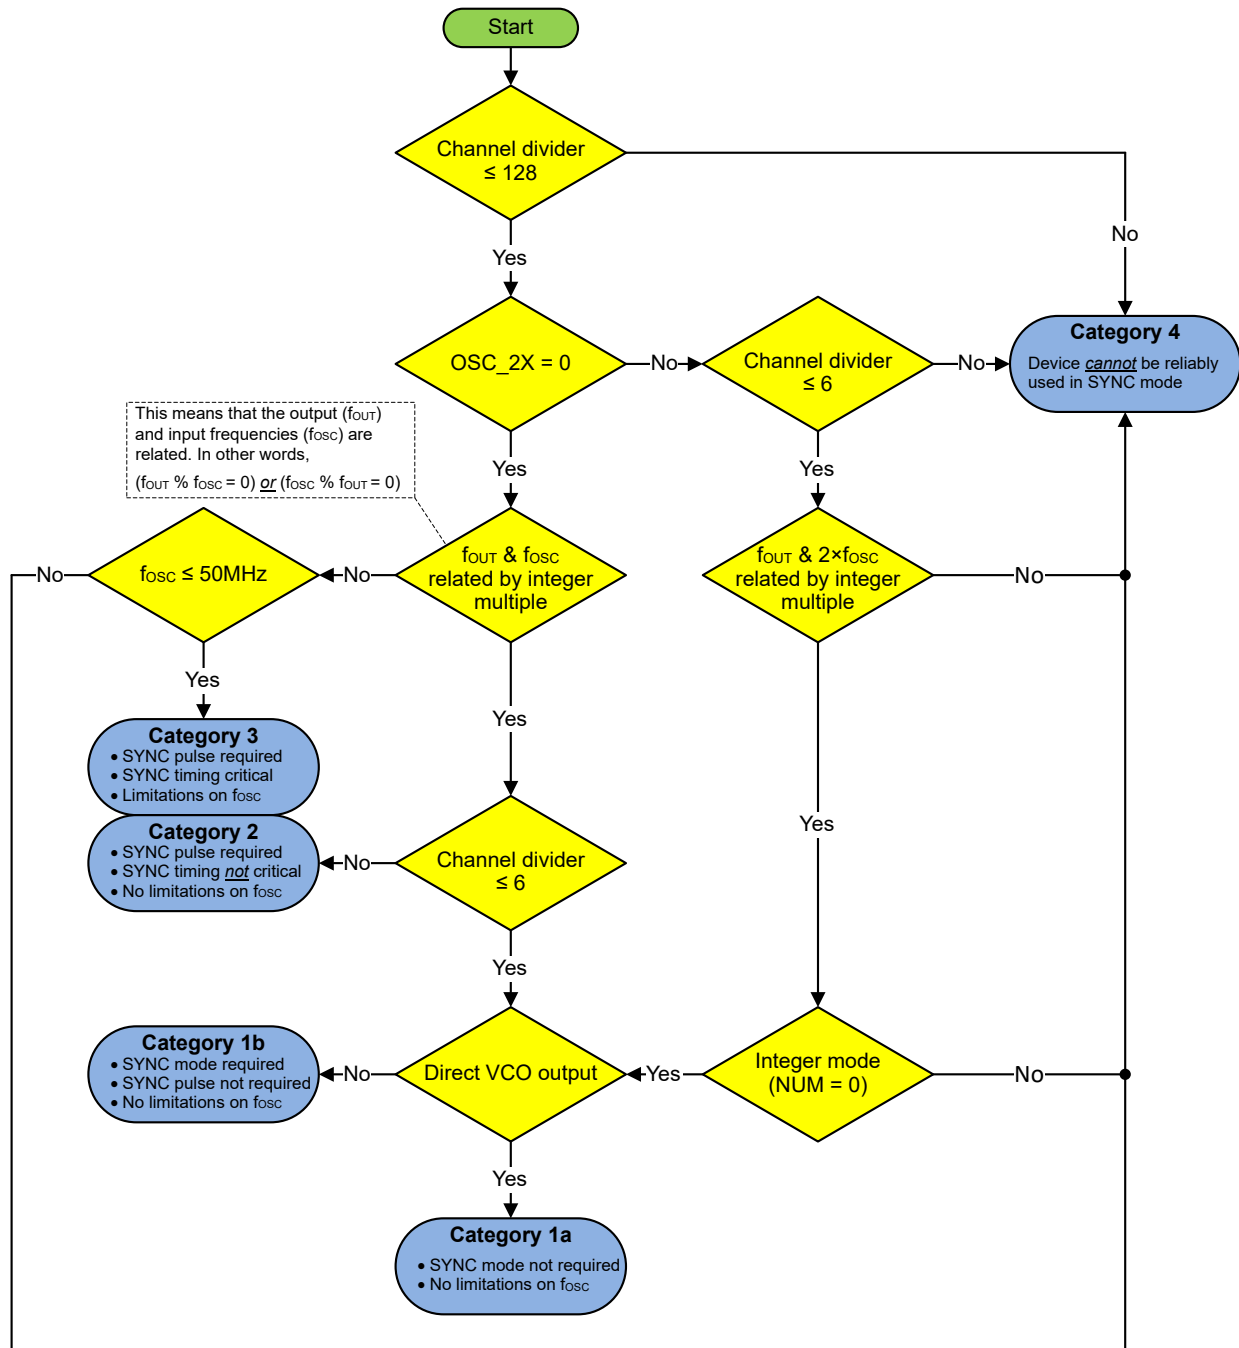 Start
Channel divider
≤ 128
No
Yes
OSC_2X = 0
No
Channel divider
≤ 6
No
Category 4
Device cannot be reliably
used in SYNC mode
This means that the output (fOUT)
and input frequencies (fOSC) are
related. In other words,
(fOUT % fOSC = 0) or (fOSC % fOUT = 0)
Yes
Yes
No
fOSC ≤ 50MHz
No
fOUT & fOSC
related by integer
multiple
fOUT & 2×fOSC
related by integer
multiple
No
Yes
Yes
Category 3
• SYNC pulse required
• SYNC timing critical
• Limitations on fOSC
Category 2
• SYNC pulse required
• SYNC timing not critical
• No limitations on fOSC
No
Channel divider
≤ 6
Yes
Yes
Category 1b
• SYNC mode required
• SYNC pulse not required
• No limitations on fOSC
No
Direct VCO output
Yes
Integer mode
(NUM = 0)
No
Yes
Category 1a
• SYNC mode not required
• No limitations on fOSC